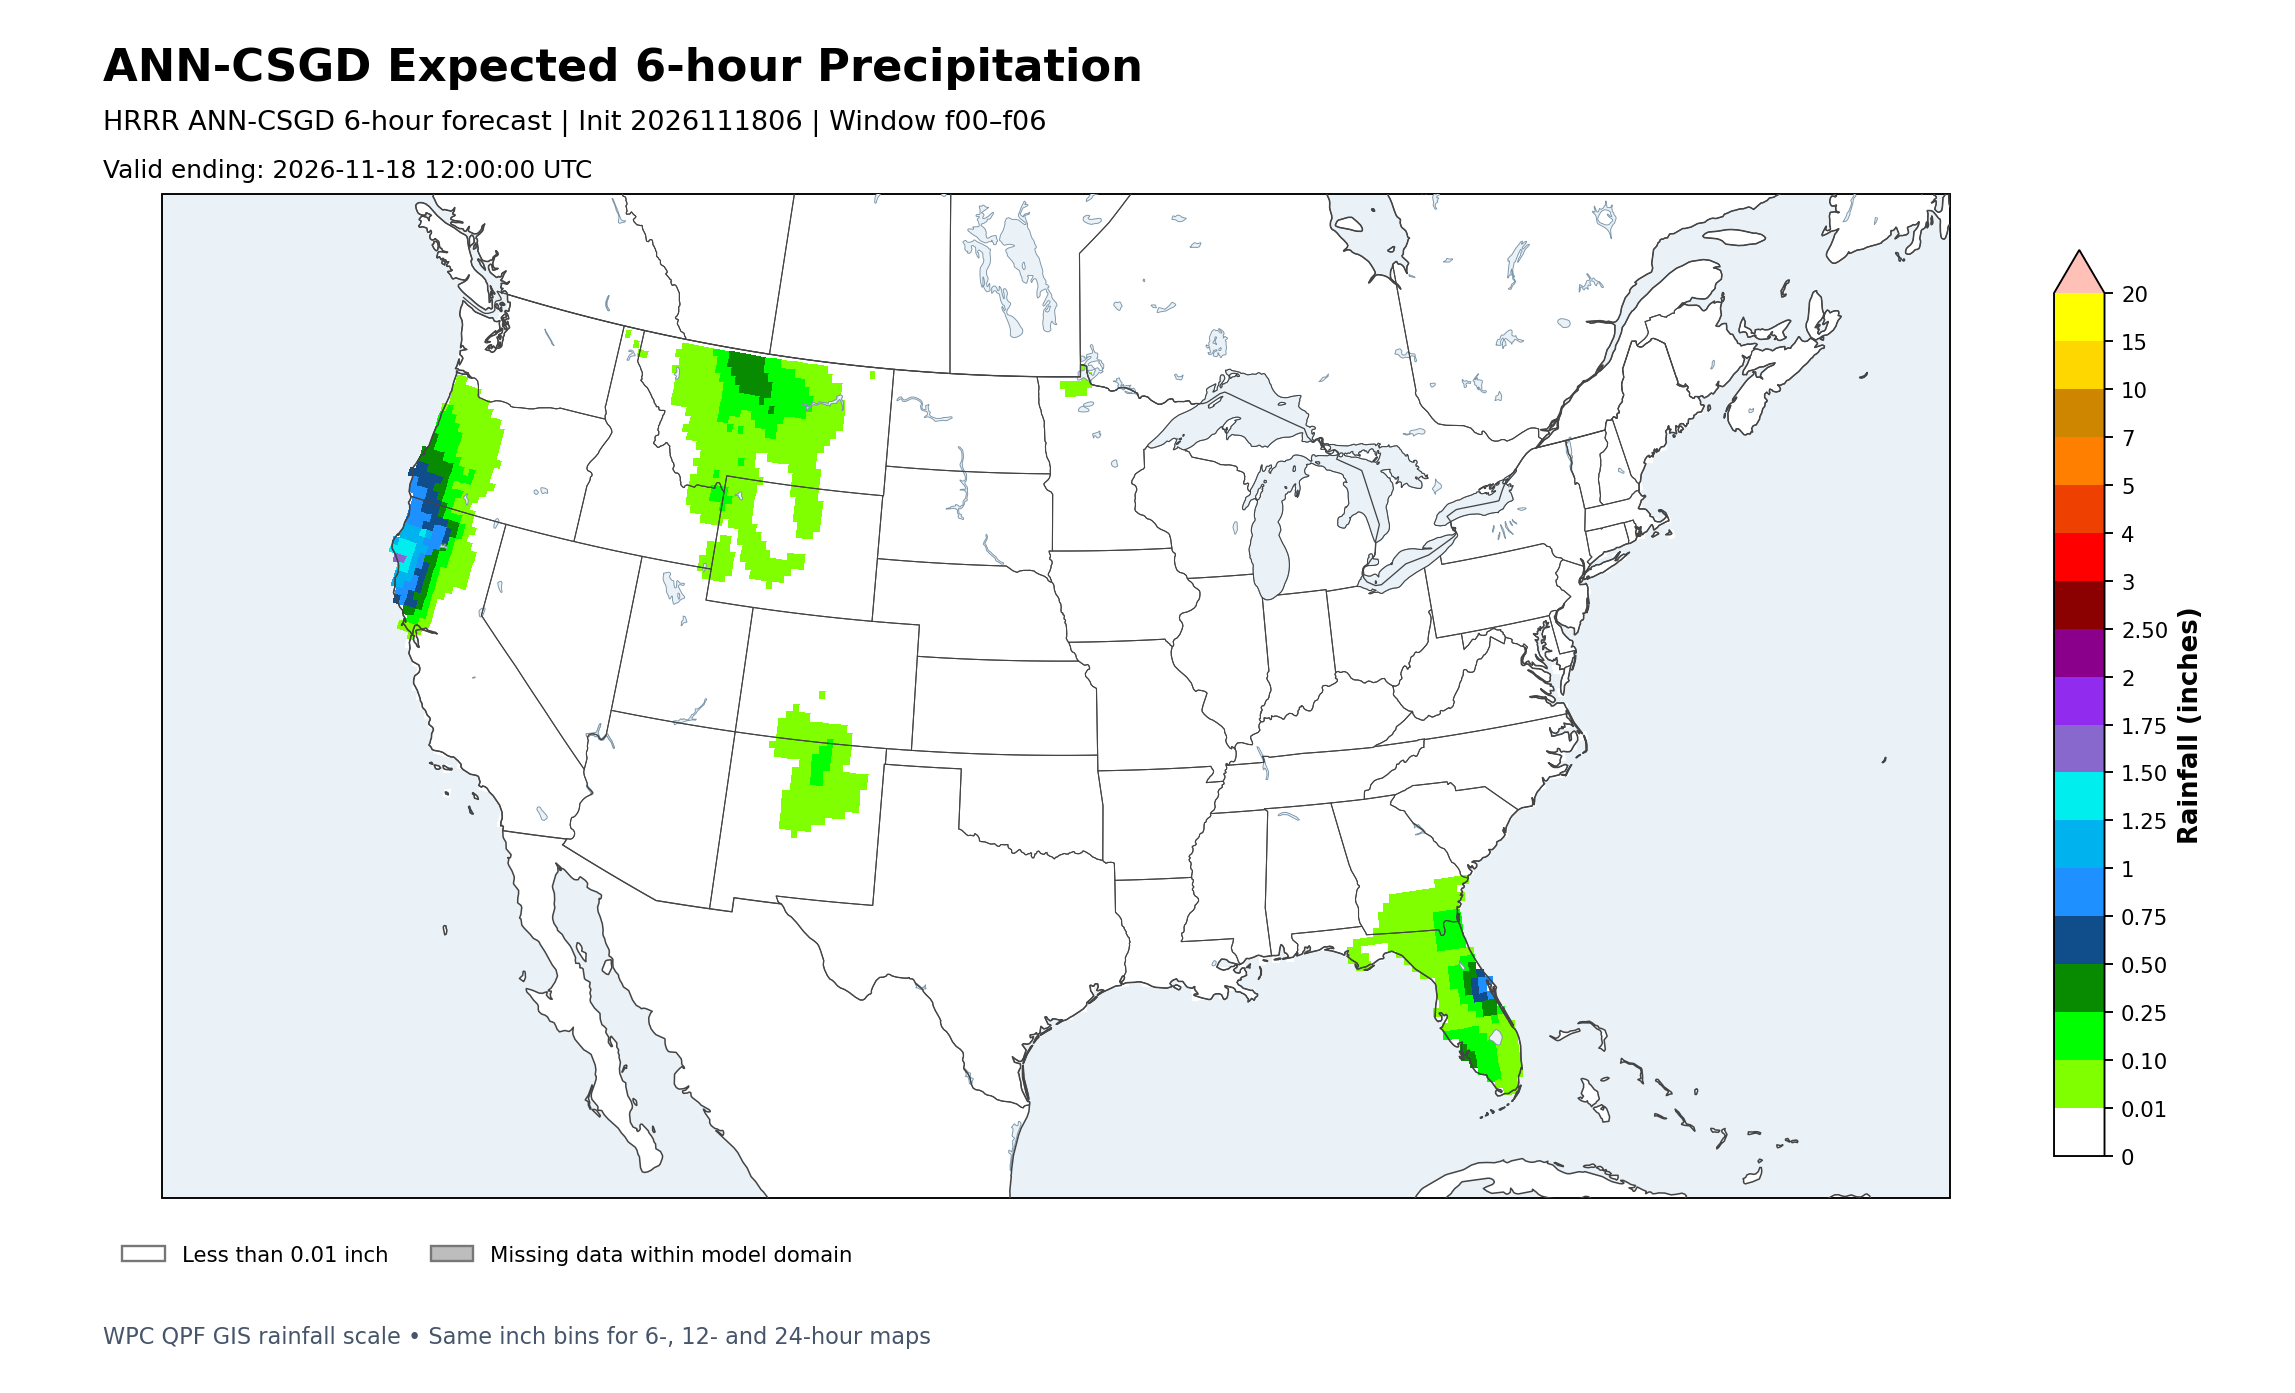 ANN-CSGD Expected 6-hour Precipitation
HRRR ANN-CSGD 6-hour forecast | Init 2026111806 | Window f00–f06
Valid ending: 2026-11-18 12:00:00 UTC
20
15
10
7
5
4
3
2.50
2
1.75
1.50
1.25
1
0.75
0.50
0.25
0.10
0.01
0
Rainfall (inches)
Less than 0.01 inch
Missing data within model domain
WPC QPF GIS rainfall scale • Same inch bins for 6-, 12- and 24-hour maps